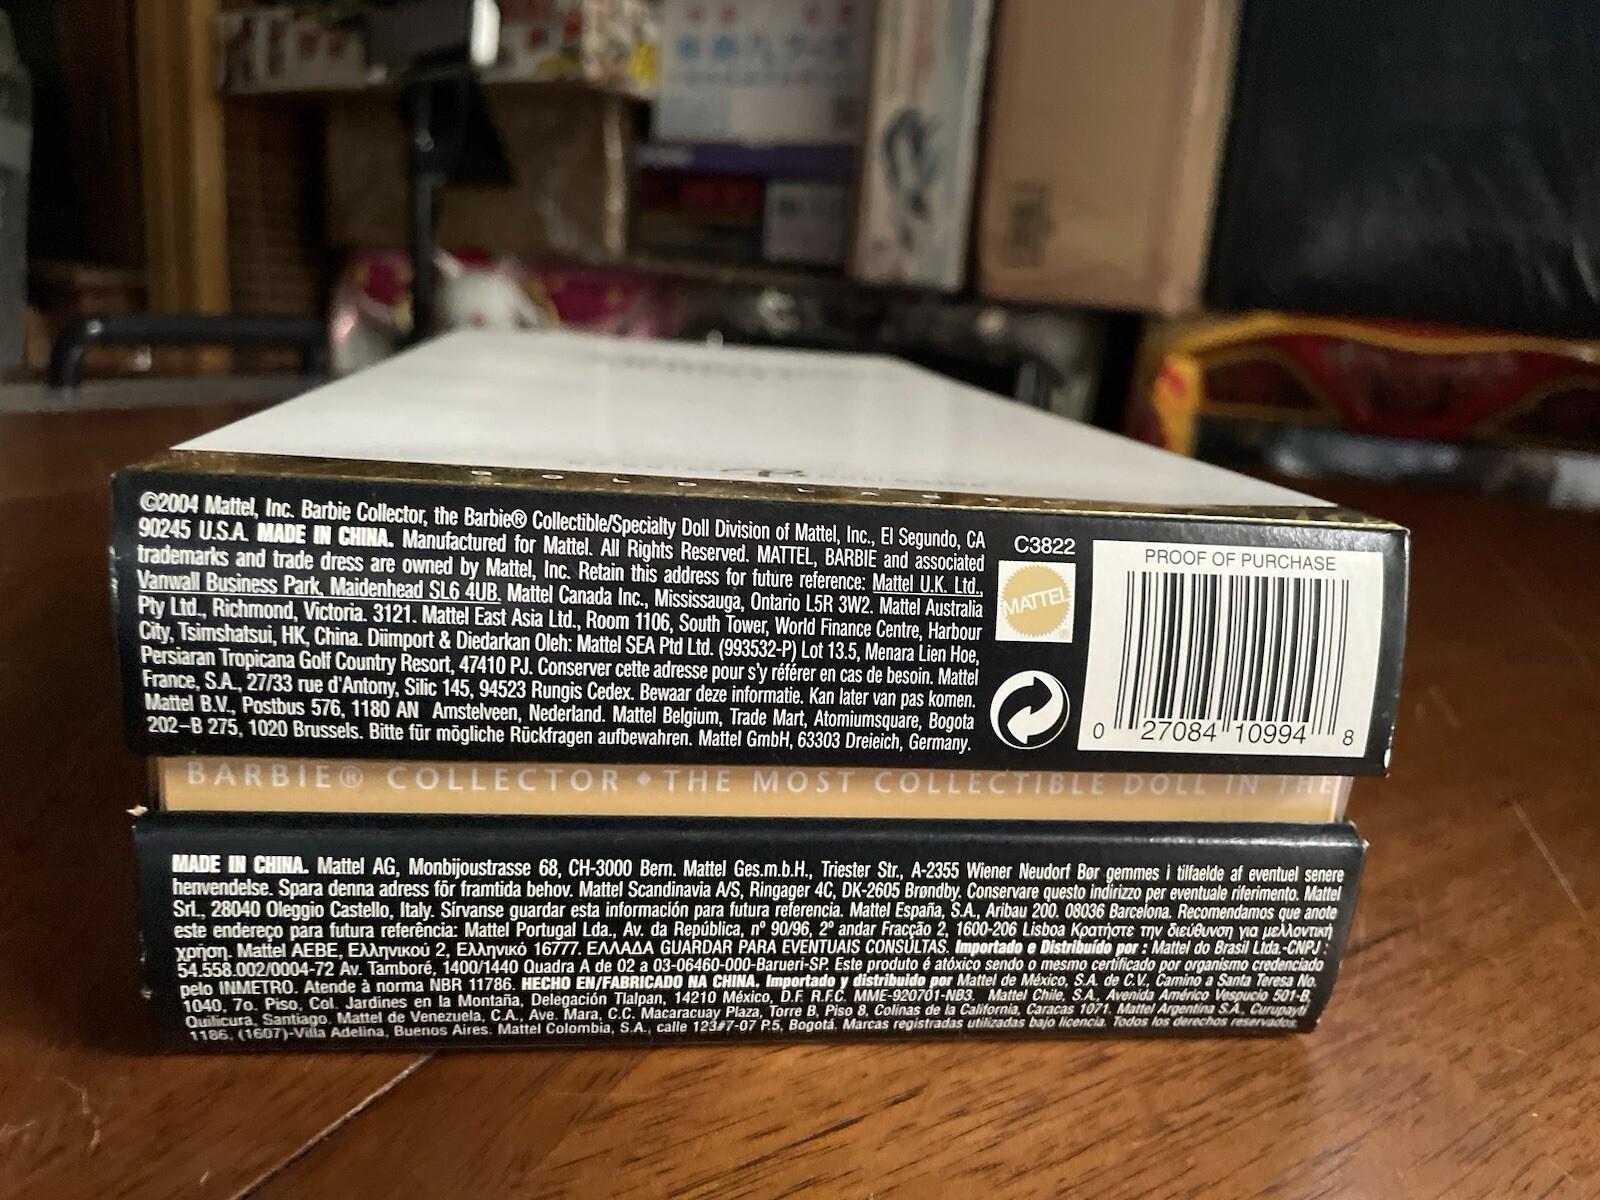 ©2004 Mattel, Inc. Barbie Collector, the Barbie® Collectible/Specialty Doll Division of Mattel, Inc., El Segundo, CA
90245 U.S.A. MADE IN CHINA. Manufactured for Mattel. All Rights Reserved. MATTEL, BARBIE and associated
trademarks and trade dress are owned by Mattel, Inc. Retain this address for future reference: Mattel U.K. Ltd.,
Vanwall Business Park, Maidenhead SL6 4UB. Mattel Canada Inc., Mississauga, Ontario L5R 3W2. Mattel Australia
Pty Ltd., Richmond, Victoria. 3121. Mattel East Asia Ltd., Room 1106, South Tower, World Finance Centre, Harbour
City, Tsimshatsui, HK, China. Diimport & Diedarkan Oleh: Mattel SEA Ptd Ltd. (993532-P) Lot 13.5, Menara Lien Hoe,
Persiaran Tropicana Golf Country Resort, 47410 PJ. Conserver cette adresse pour s'y référer en cas de besoin. Mattel
France, S.A., 27/33 rue d'Antony, Silic 145, 94523 Rungis Cedex. Bewaar deze informatie. Kan later van pas komen.
Mattel B.V., Postbus 576, 1180 AN Amstelveen, Nederland. Mattel Belgium, Trade Mart, Atomiumsquare, Bogota
202-B 275, 1020 Brussels. Bitte für mögliche Rückfragen aufbewahren. Mattel GmbH, 63303 Dreieich, Germany.
C3822
MATTEL
PROOF OF PURCHASE
0 27084 10994 8
BARBIE® COLLECTOR ◆ THE MOST COLLECTIBLE DOLL IN THE
MADE IN CHINA. Mattel AG, Monbijoustrasse 68, CH-3000 Bern. Mattel Ges.m.b.H., Triester Str., A-2355 Wiener Neudorf Bør gemmes i tilfaelde af eventuel senere
henvendelse. Spara denna adress för framtida behov. Mattel Scandinavia A/S, Ringager 4C, DK-2605 Brøndby. Conservare questo indirizzo per eventuale riferimento. Mattel
Srl., 28040 Oleggio Castello, Italy. Sírvanse guardar esta información para futura referencia. Mattel España, S.A., Aribau 200. 08036 Barcelona. Recomendamos que anote
este endereço para futura referência: Mattel Portugal Lda., Av. da República, nº 90/96, 2º andar Fracção 2, 1600-206 Lisboa Κρατήστε την διεύθυνση για μελλοντική
χρήση. Mattel AEBE, Ελληνικού 2, Ελληνικό 16777. ΕΛΛΑΔΑ GUARDAR PARA EVENTUAIS CONSULTAS. Importado e Distribuído por : Mattel do Brasil Ltda.-CNPJ :
54.558.002/0004-72 Av. Tamboré, 1400/1440 Quadra A de 02 a 03-06460-000-Barueri-SP. Este produto é atóxico sendo o mesmo certificado por organismo credenciado
pelo INMETRO. Atende à norma NBR 11786. HECHO EN/FABRICADO NA CHINA. Importado y distribuido por Mattel de México, S.A. de C.V., Camino a Santa Teresa No.
1040, 7o. Piso, Col. Jardines en la Montaña, Delegación Tlalpan, 14210 México, D.F. R.F.C. MME-920701-NB3. Mattel Chile, S.A., Avenida Américo Vespucio 501-B,
Quilicura, Santiago. Mattel de Venezuela, C.A., Ave. Mara, C.C. Macaracuay Plaza, Torre B, Piso 8, Colinas de la California, Caracas 1071. Mattel Argentina S.A., Curupayti
1186, (1607)-Villa Adelina, Buenos Aires. Mattel Colombia, S.A., calle 123#7-07 P.5, Bogotá. Marcas registradas utilizadas bajo licencia. Todos los derechos reservados.